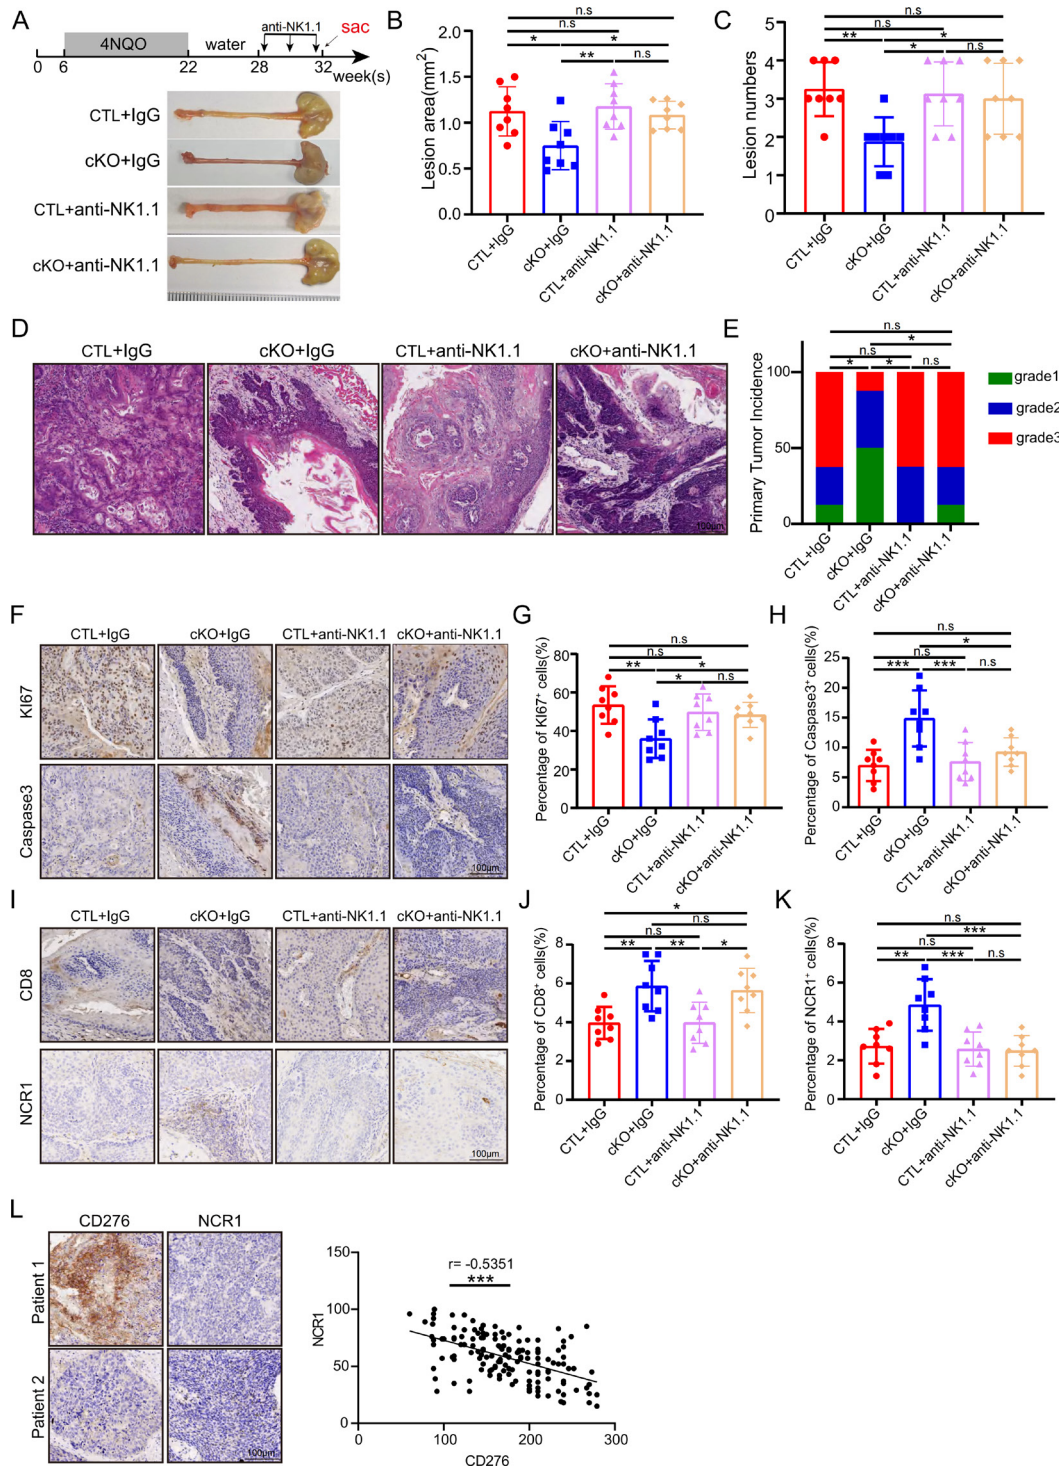 A
4NQO
water
anti-NK1.1
sac
0 6 22 28 32 week(s)
CTL+IgG
cKO+IgG
CTL+anti-NK1.1
cKO+anti-NK1.1
B
n.s
n.s
* *
** n.s
Lesion area(mm²)
2.0
1.5
1.0
0.5
0.0
CTL+IgG
cKO+IgG
CTL+anti-NK1.1
cKO+anti-NK1.1
C
n.s
n.s
** *
* n.s
Lesion numbers
5
4
3
2
1
0
CTL+IgG
cKO+IgG
CTL+anti-NK1.1
cKO+anti-NK1.1
D
CTL+IgG cKO+IgG CTL+anti-NK1.1 cKO+anti-NK1.1
100μm
E
n.s
*
n.s
* * n.s
Primary Tumor Incidence
100
50
0
grade1
grade2
grade3
CTL+IgG
cKO+IgG
CTL+anti-NK1.1
cKO+anti-NK1.1
F
CTL+IgG cKO+IgG CTL+anti-NK1.1 cKO+anti-NK1.1
KI67
Caspase3
100μm
G
n.s
n.s
** *
* n.s
Percentage of KI67⁺ cells(%)
80
60
40
20
0
CTL+IgG
cKO+IgG
CTL+anti-NK1.1
cKO+anti-NK1.1
H
n.s
*
n.s
*** *** n.s
Percentage of Caspase3⁺ cells(%)
25
20
15
10
5
0
CTL+IgG
cKO+IgG
CTL+anti-NK1.1
cKO+anti-NK1.1
I
CTL+IgG cKO+IgG CTL+anti-NK1.1 cKO+anti-NK1.1
CD8
NCR1
100μm
J
*
n.s
n.s
** ** *
Percentage of CD8⁺ cells(%)
8
6
4
2
0
CTL+IgG
cKO+IgG
CTL+anti-NK1.1
cKO+anti-NK1.1
K
n.s
***
n.s
** *** n.s
Percentage of NCR1⁺ cells(%)
8
6
4
2
0
CTL+IgG
cKO+IgG
CTL+anti-NK1.1
cKO+anti-NK1.1
L
CD276 NCR1
Patient 1
Patient 2
100μm
r= -0.5351
***
NCR1
150
100
50
0
0 100 200 300
CD276